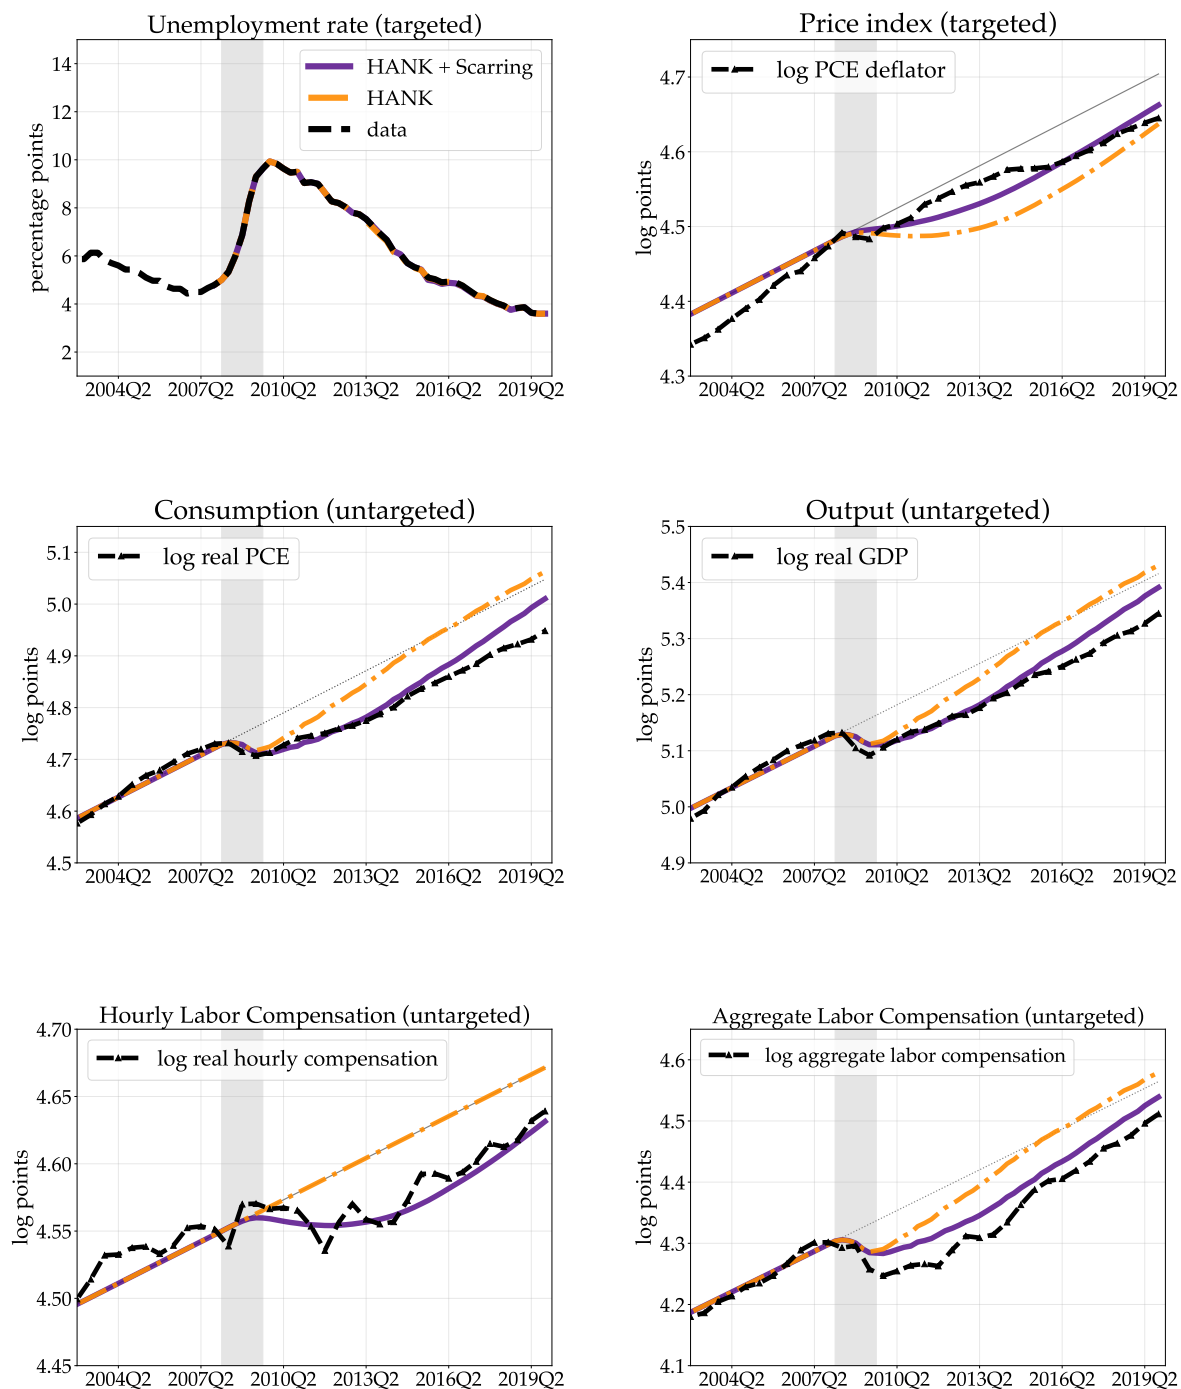 Unemployment rate (targeted)
percentage points
14
12
10
8
6
4
2
HANK + Scarring
HANK
data
2004Q2 2007Q2 2010Q2 2013Q2 2016Q2 2019Q2
Price index (targeted)
log points
4.7
4.6
4.5
4.4
4.3
log PCE deflator
2004Q2 2007Q2 2010Q2 2013Q2 2016Q2 2019Q2
Consumption (untargeted)
log points
5.1
5.0
4.9
4.8
4.7
4.6
4.5
log real PCE
2004Q2 2007Q2 2010Q2 2013Q2 2016Q2 2019Q2
Output (untargeted)
log points
5.5
5.4
5.3
5.2
5.1
5.0
4.9
log real GDP
2004Q2 2007Q2 2010Q2 2013Q2 2016Q2 2019Q2
Hourly Labor Compensation (untargeted)
log points
4.70
4.65
4.60
4.55
4.50
4.45
log real hourly compensation
2004Q2 2007Q2 2010Q2 2013Q2 2016Q2 2019Q2
Aggregate Labor Compensation (untargeted)
log points
4.6
4.5
4.4
4.3
4.2
4.1
log aggregate labor compensation
2004Q2 2007Q2 2010Q2 2013Q2 2016Q2 2019Q2